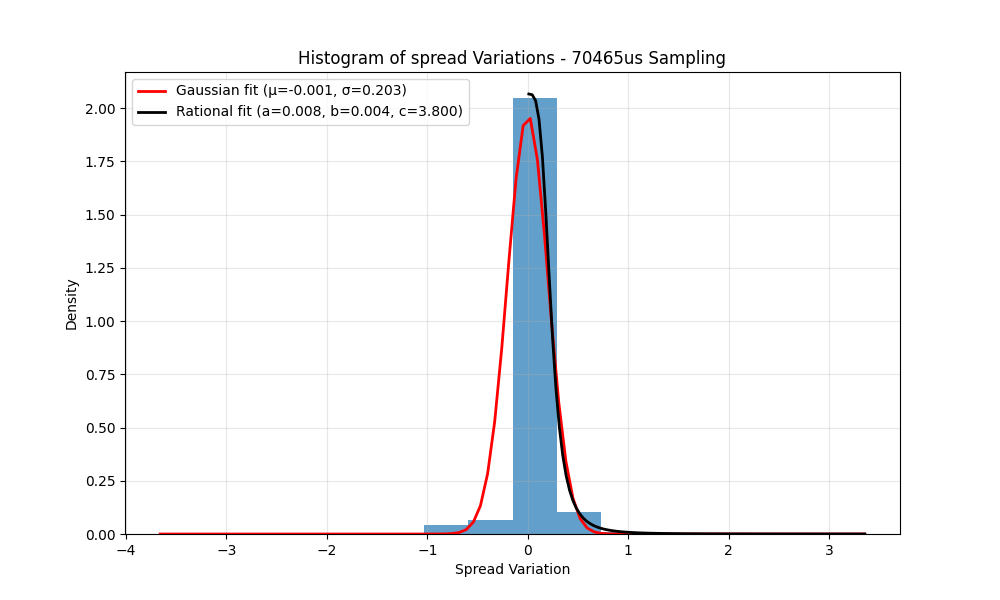 Histogram of spread Variations - 70465us Sampling
Gaussian fit (μ=-0.001, σ=0.203)
Rational fit (a=0.008, b=0.004, c=3.800)
2.00
1.75
1.50
1.25
1.00
0.75
0.50
0.25
0.00
Density
−4 −3 −2 −1 0 1 2 3
Spread Variation